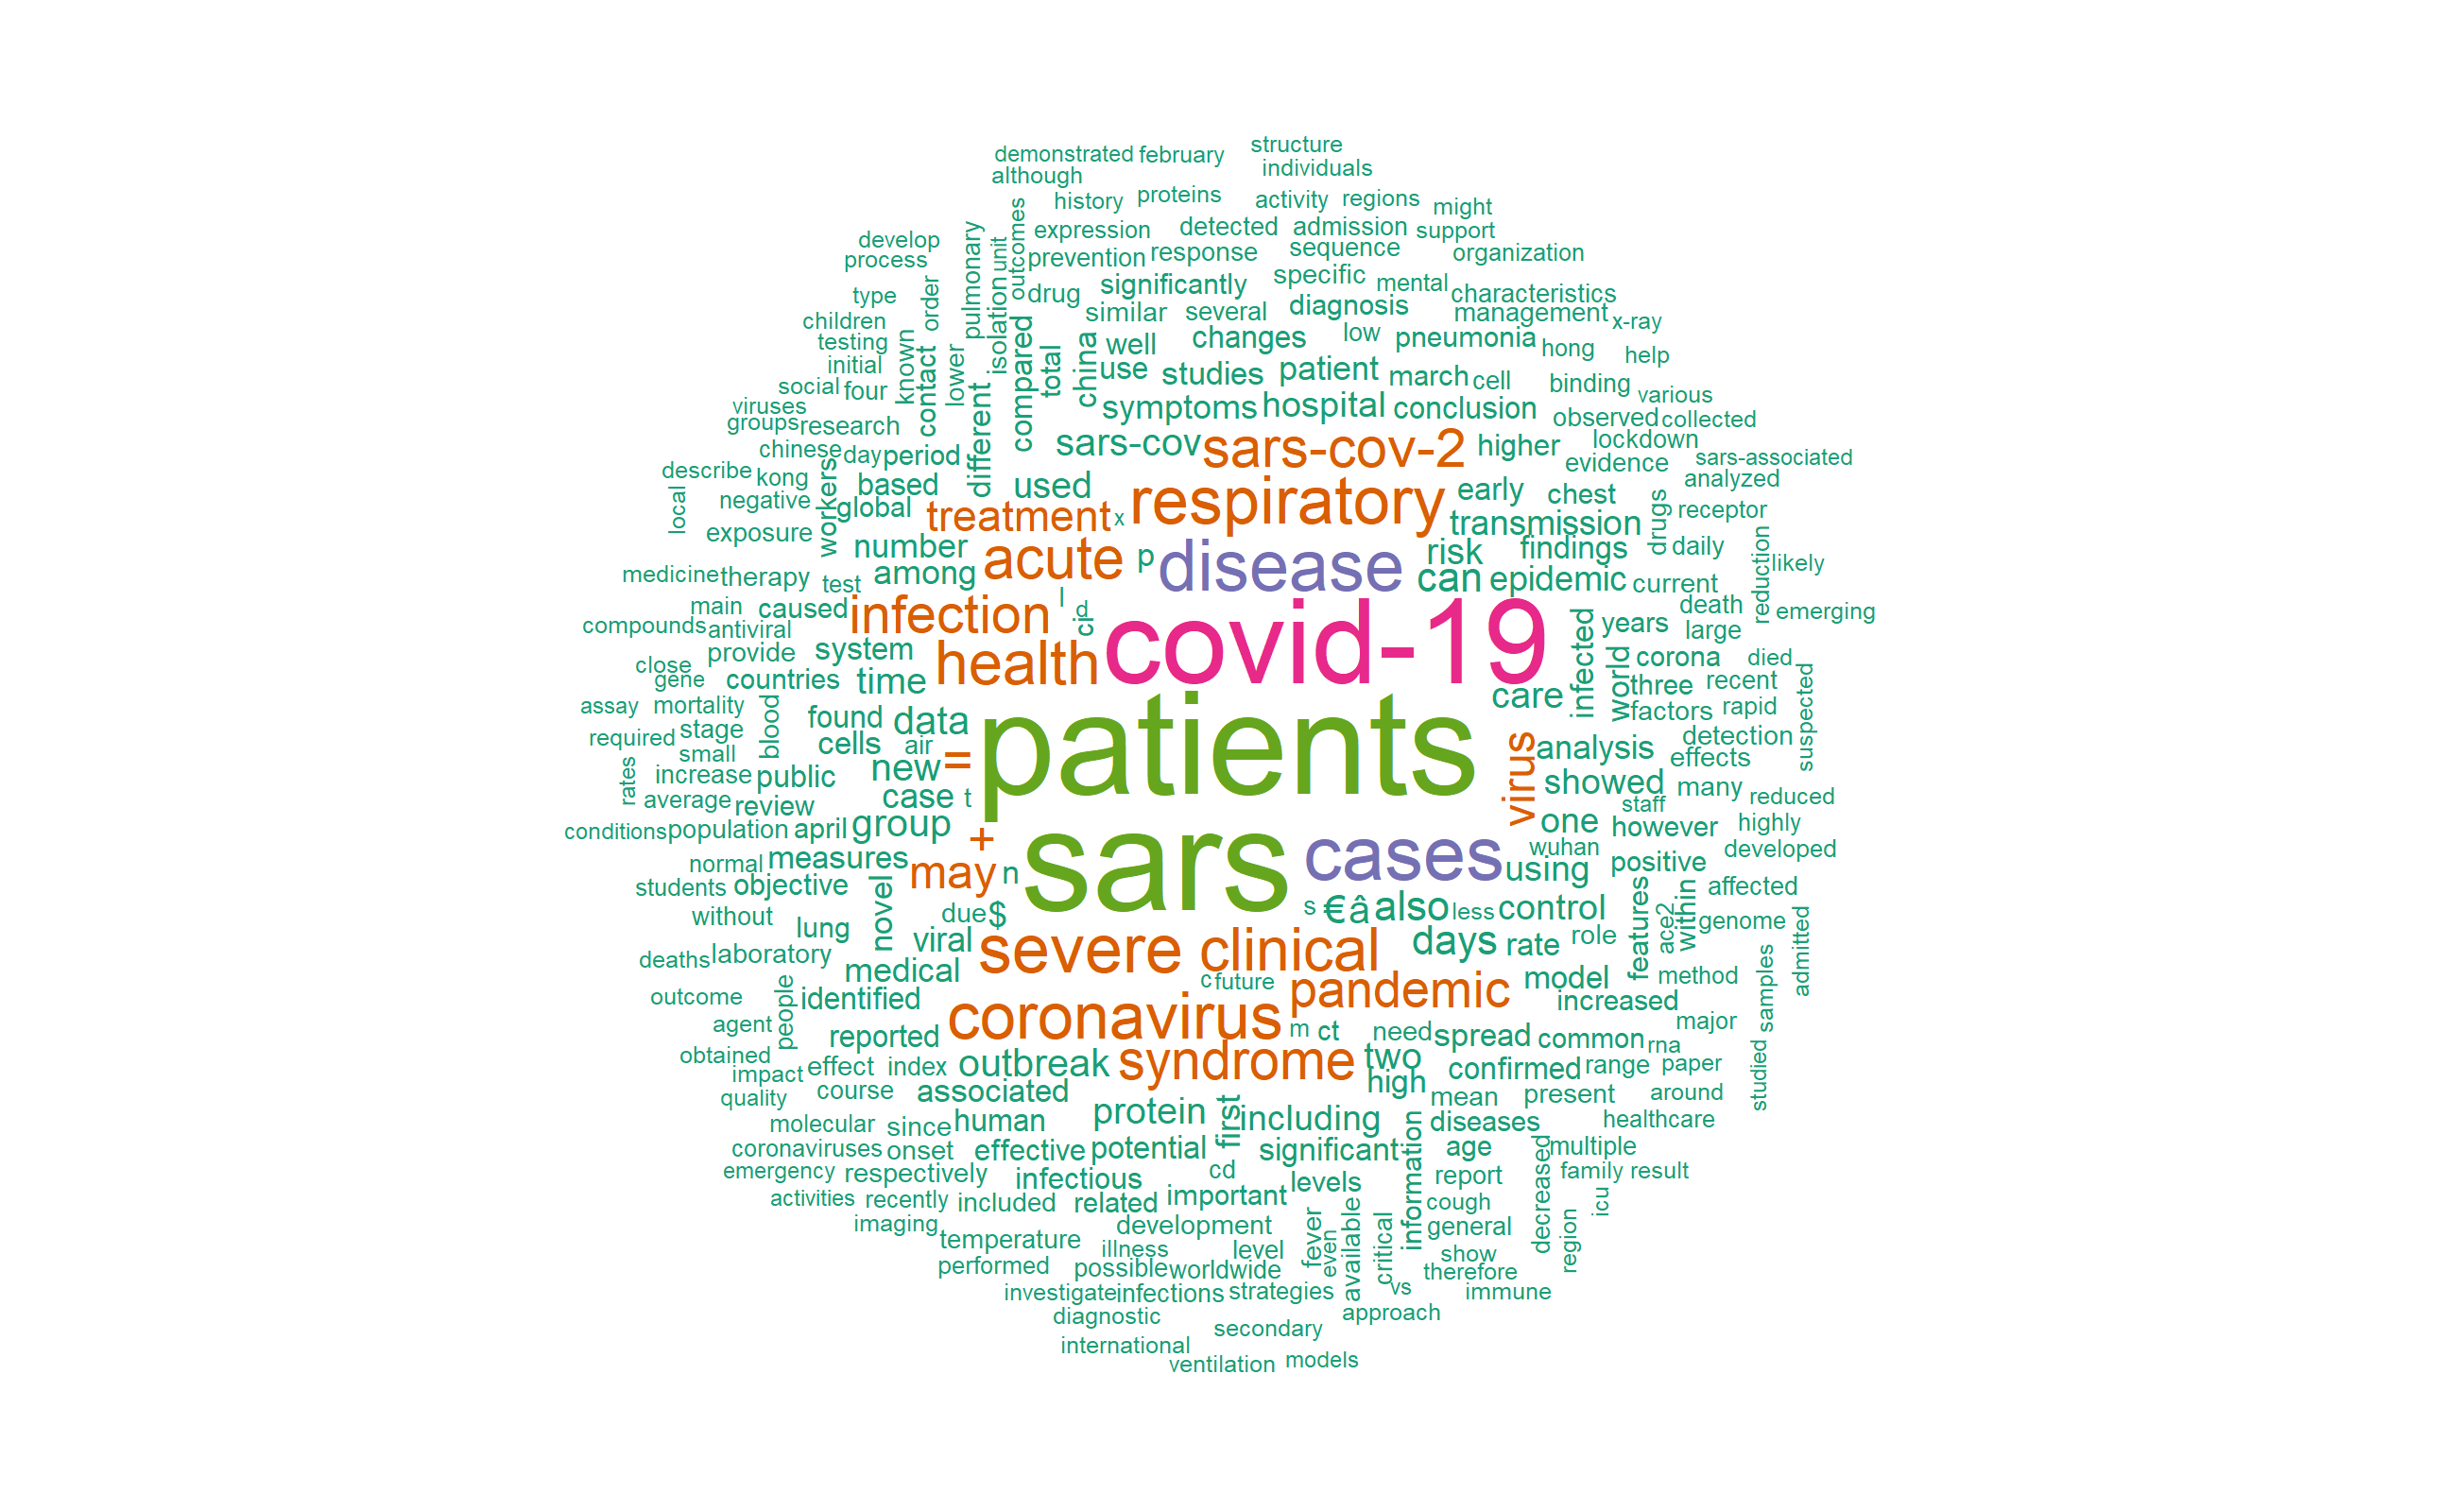 structure
demonstrated february
individuals
although
history proteins activity regions might
expression detected admission support
develop prevention response sequence organization
process pulmonary unit outcomes
type order isolation drug significantly specific mental characteristics
children similar several diagnosis management x-ray
testing known contact lower compared total china well changes low pneumonia hong help
initial use studies patient march cell binding various
social four different symptoms hospital conclusion observed collected
viruses
groups research sars-cov sars-cov-2 higher lockdown
chinese day period evidence sars-associated
describe kong workers based used respiratory early chest analyzed
negative local global treatment x transmission drugs receptor
exposure number acute p disease risk findings daily
medicine therapy test among can epidemic current reduction likely
main caused infection l d ci covid-19 infected years death emerging
compounds antiviral large
provide system health world corona died
close gene countries time care three recent suspected
assay mortality blood found data patients factors rapid
required stage cells air = virus analysis detection
small effects
rates increase public new showed many reduced
average review case t staff
conditions population april group + sars cases one however highly
normal measures may n wuhan using positive developed
students objective novel s €â also less control features ace2 within affected
without lung due $ genome admitted
deaths laboratory viral severe clinical days rate role
medical c future pandemic model method samples
outcome people identified coronavirus increased
agent reported m ct need spread common rna major
obtained effect index outbreak syndrome two confirmed range paper studied
impact course associated high mean present around
quality
molecular since human protein first including information diseases healthcare
coronaviruses onset effective potential significant age multiple
emergency respectively infectious cd levels report decreased family result
activities recently included related important cough icu
imaging development fever even available critical general region
temperature illness level show
performed possible worldwide therefore
investigate infections strategies vs immune
diagnostic secondary approach
international
ventilation models